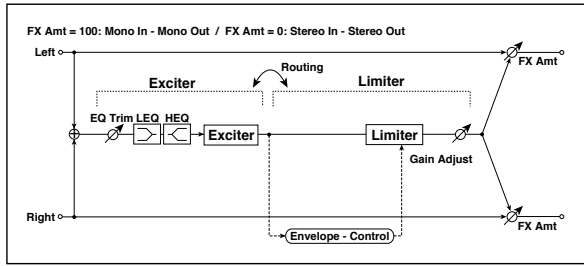 FX Amt = 100: Mono In - Mono Out / FX Amt = 0: Stereo In - Stereo Out
Left
FX Amt
Routing
Exciter
Limiter
EQ Trim LEQ HEQ
Exciter
Limiter
Gain Adjust
Right
FX Amt
Envelope - Control